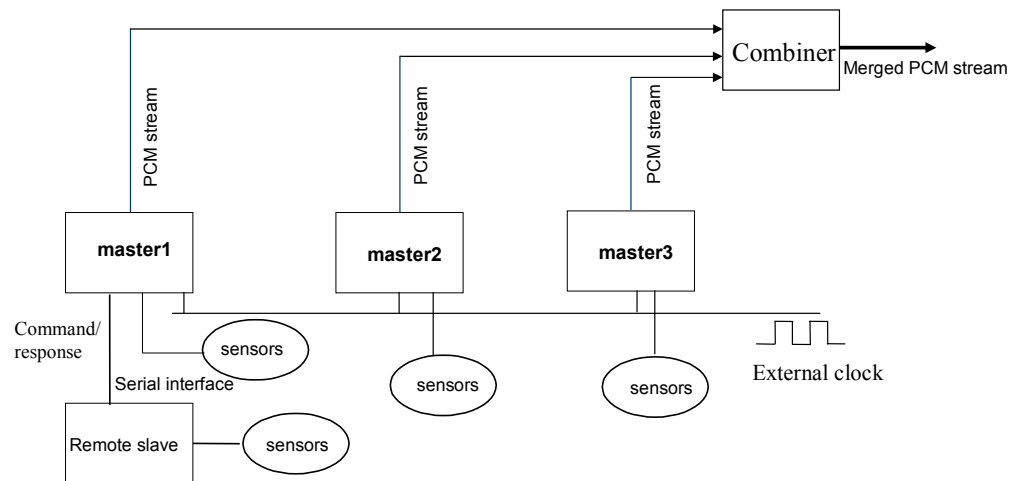 Combiner
Merged PCM stream
PCM stream
PCM stream
PCM stream
master1
master2
master3
Command/
response
sensors
Serial interface
sensors
sensors
External clock
Remote slave
sensors